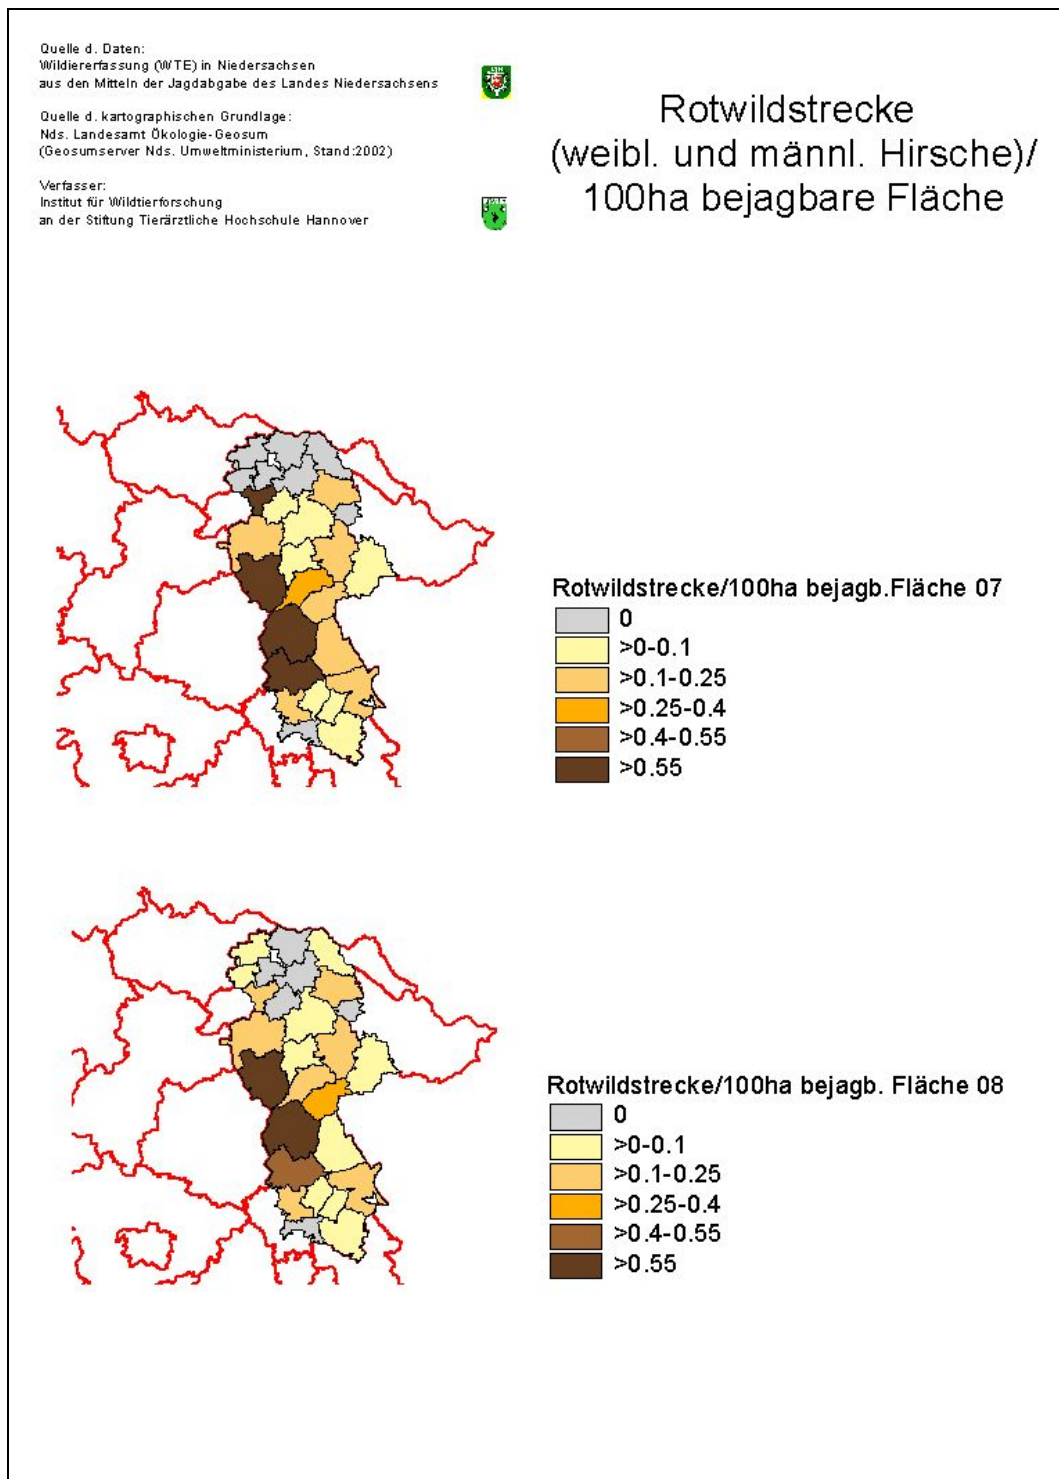 Quelle d. Daten:
Wildiererfassung (WTE) in Niedersachsen
aus den Mitteln der Jagdabgabe des Landes Niedersachsens
Quelle d. kartographischen Grundlage:
Nds. Landesamt Ökologie-Geosum
(Geosumserver Nds. Umweltministerium, Stand:2002)
Verfasser:
Institut für Wildtierforschung
an der Stiftung Tierärztliche Hochschule Hannover
Rotwildstrecke
(weibl. und männl. Hirsche)/
100ha bejagbare Fläche
Rotwildstrecke/100ha bejagb.Fläche 07
0
>0-0.1
>0.1-0.25
>0.25-0.4
>0.4-0.55
>0.55
Rotwildstrecke/100ha bejagb. Fläche 08
0
>0-0.1
>0.1-0.25
>0.25-0.4
>0.4-0.55
>0.55